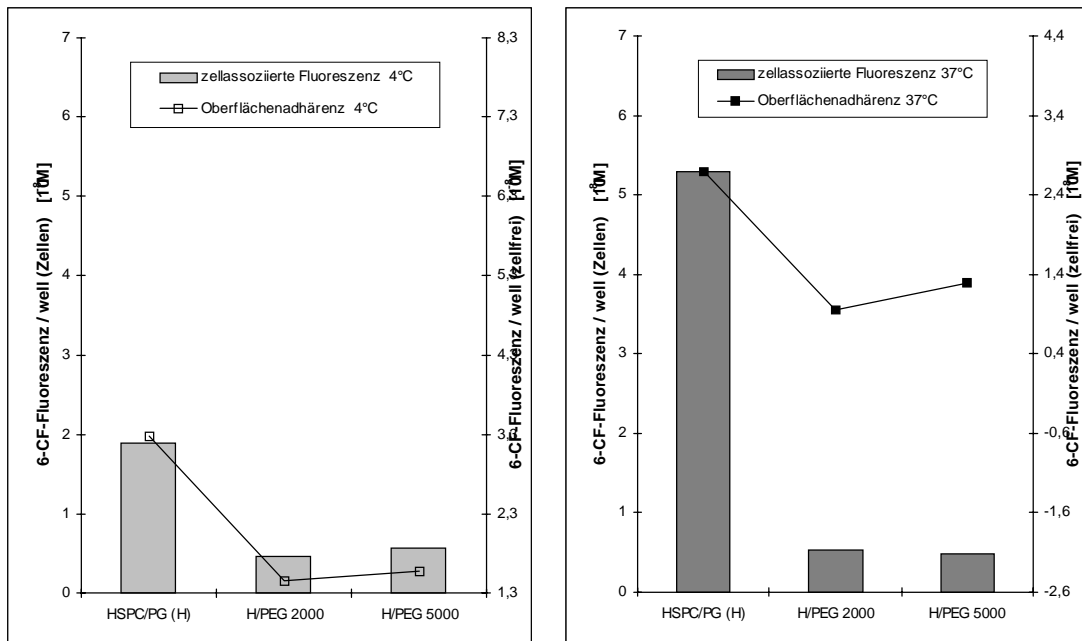 zellassoziierte Fluoreszenz 4°C
Oberflächenadhärenz 4°C
7
6
5
4
3
2
1
0
6-CF-Fluoreszenz / well (Zellen)
8,3
7,3
6,3
5,3
4,3
3,3
2,3
1,3
6-CF-Fluoreszenz / well (zellfrei)
HSPC/PG (H)
H/PEG 2000
H/PEG 5000
zellassoziierte Fluoreszenz 37°C
Oberflächenadhärenz 37°C
7
6
5
4
3
2
1
0
6-CF-Fluoreszenz / well (Zellen)
4,4
3,4
2,4
1,4
0,4
-0,6
-1,6
-2,6
6-CF-Fluoreszenz / well (zellfrei)
HSPC/PG (H)
H/PEG 2000
H/PEG 5000